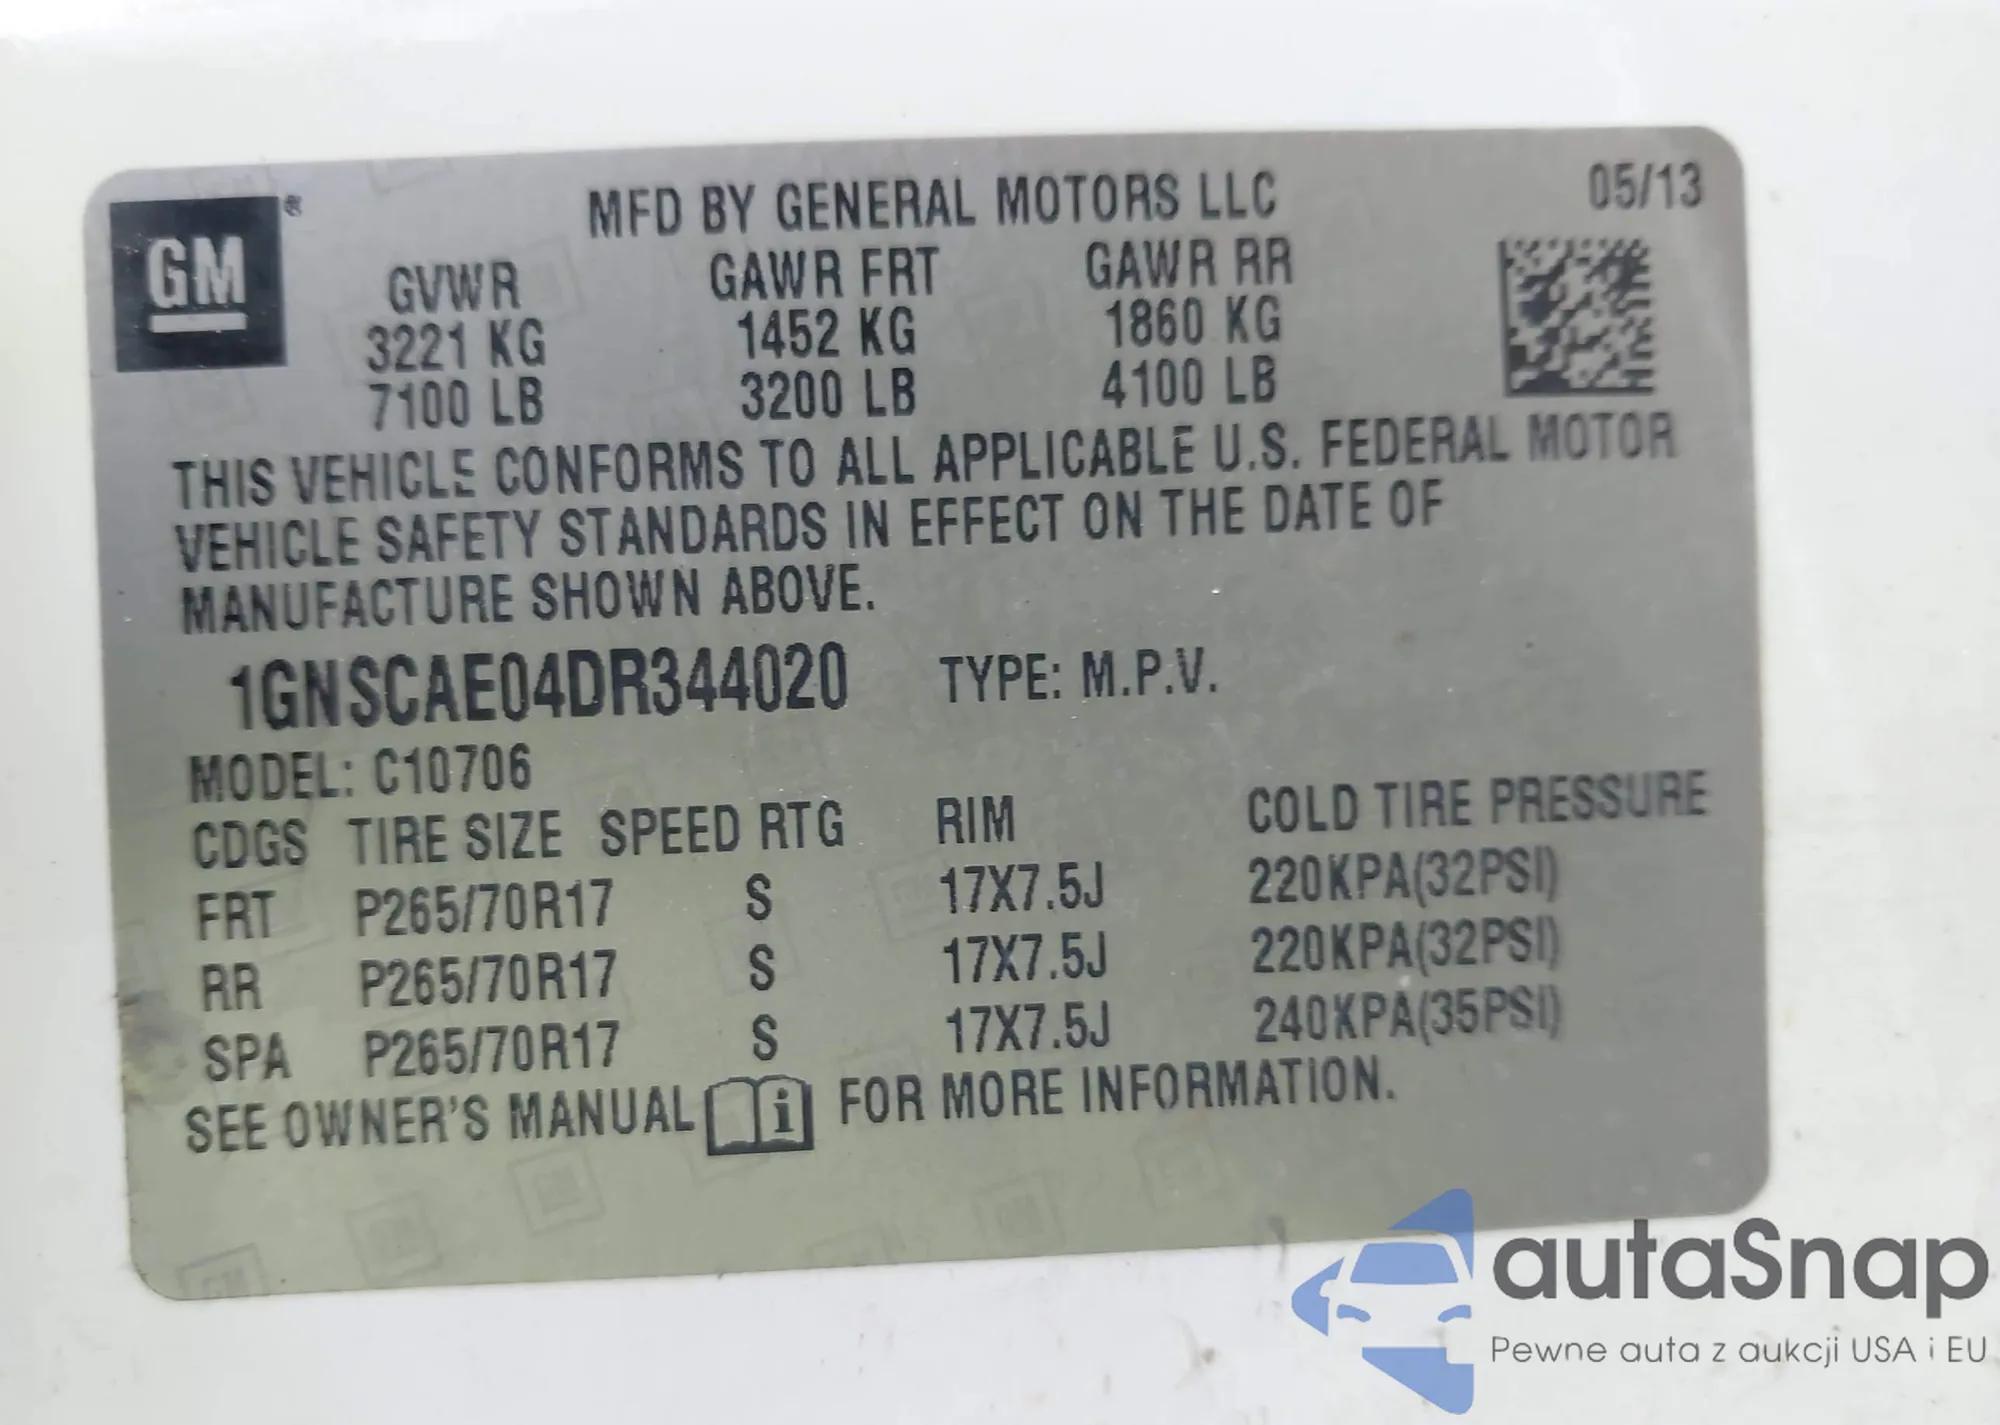 GM®
MFD BY GENERAL MOTORS LLC 05/13
GVWR GAWR FRT GAWR RR
3221 KG 1452 KG 1860 KG
7100 LB 3200 LB 4100 LB
THIS VEHICLE CONFORMS TO ALL APPLICABLE U.S. FEDERAL MOTOR
VEHICLE SAFETY STANDARDS IN EFFECT ON THE DATE OF
MANUFACTURE SHOWN ABOVE.
1GNSCAE04DR344020 TYPE: M.P.V.
MODEL: C10706
CDGS TIRE SIZE SPEED RTG RIM COLD TIRE PRESSURE
FRT P265/70R17 S 17X7.5J 220KPA(32PSI)
RR P265/70R17 S 17X7.5J 220KPA(32PSI)
SPA P265/70R17 S 17X7.5J 240KPA(35PSI)
SEE OWNER'S MANUAL i FOR MORE INFORMATION.
autaSnap
Pewne auta z aukcji USA i EU